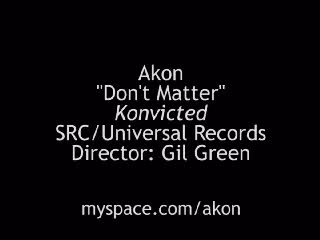 Akon
"Don't Matter"
Konvicted
SRC/Universal Records
Director: Gil Green
myspace.com/akon